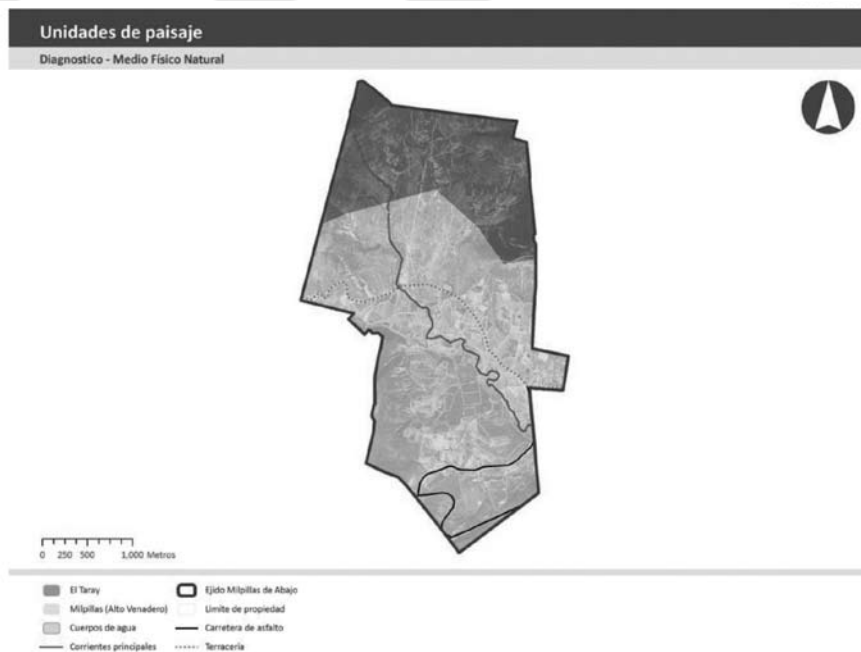 Unidades de paisaje
Diagnostico - Medio Físico Natural
0 250 500 1,000 Metros
El Taray
Milpillas (Alto Venadero)
Cuerpos de agua
Corrientes principales
Ejido Milpillas de Abajo
Limite de propiedad
Carretera de asfalto
Terracería